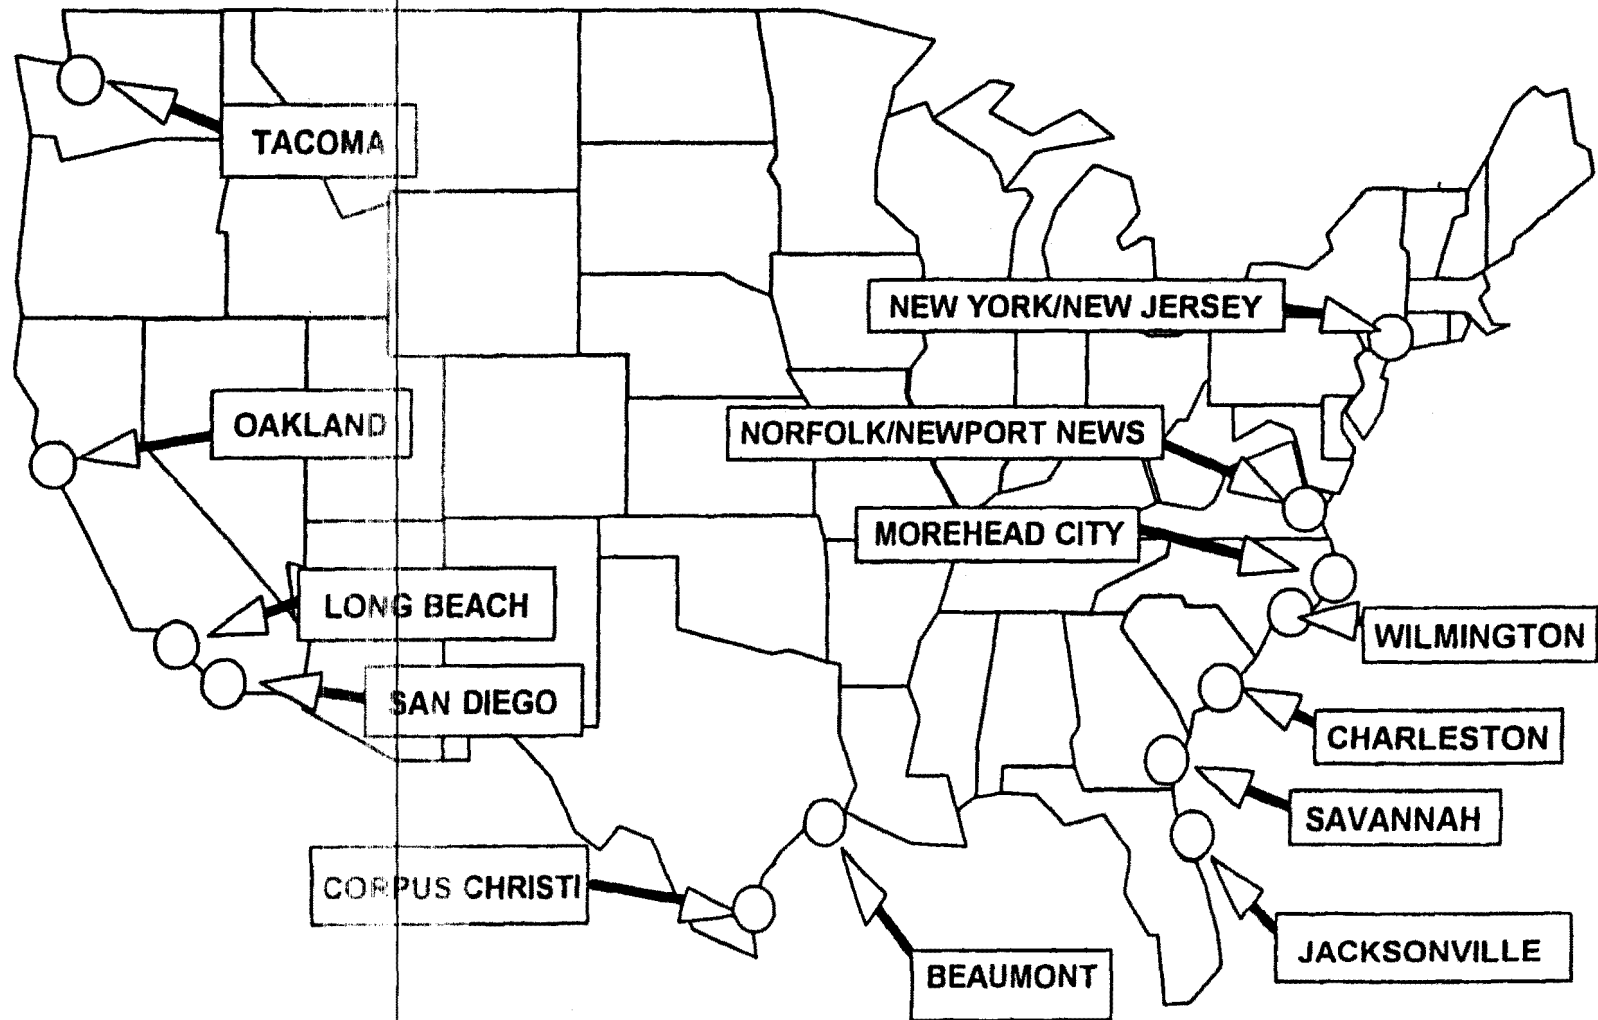 TACOMA
NEW YORK/NEW JERSEY
OAKLAND
NORFOLK/NEWPORT NEWS
MOREHEAD CITY
LONG BEACH
WILMINGTON
SAN DIEGO
CHARLESTON
SAVANNAH
CORPUS CHRISTI
JACKSONVILLE
BEAUMONT